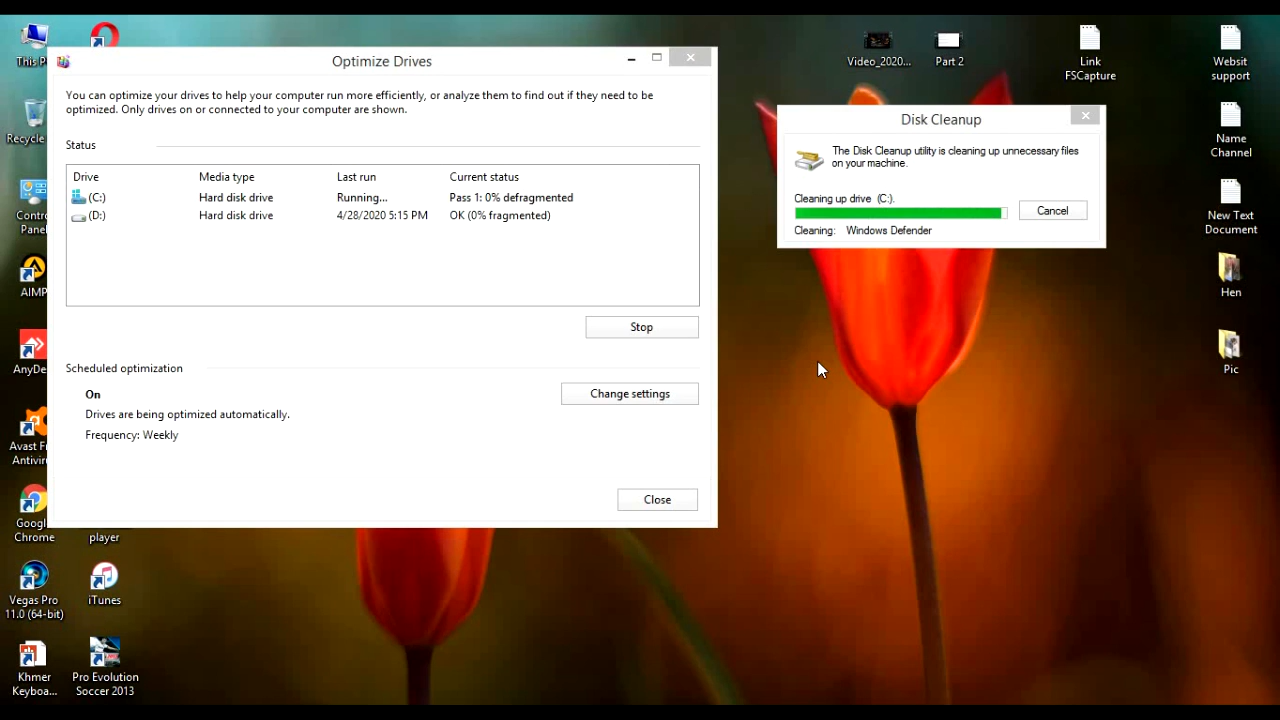 This P
Recycle
Contro
Panel
AIMP
AnyDe
Avast Fr
Antivir
Google
Chrome
player
Vegas Pro
11.0 (64-bit)
iTunes
Khmer
Keyboa...
Pro Evolution
Soccer 2013
Optimize Drives
You can optimize your drives to help your computer run more efficiently, or analyze them to find out if they need to be
optimized. Only drives on or connected to your computer are shown.
Status
Drive Media type Last run Current status
(C:) Hard disk drive Running... Pass 1: 0% defragmented
(D:) Hard disk drive 4/28/2020 5:15 PM OK (0% fragmented)
Stop
Scheduled optimization
On
Change settings
Drives are being optimized automatically.
Frequency: Weekly
Close
Video_2020...
Part 2
Link
FSCapture
Websit
support
Disk Cleanup
The Disk Cleanup utility is cleaning up unnecessary files
on your machine.
Cleaning up drive (C:).
Cancel
Cleaning: Windows Defender
Name
Channel
New Text
Document
Hen
Pic